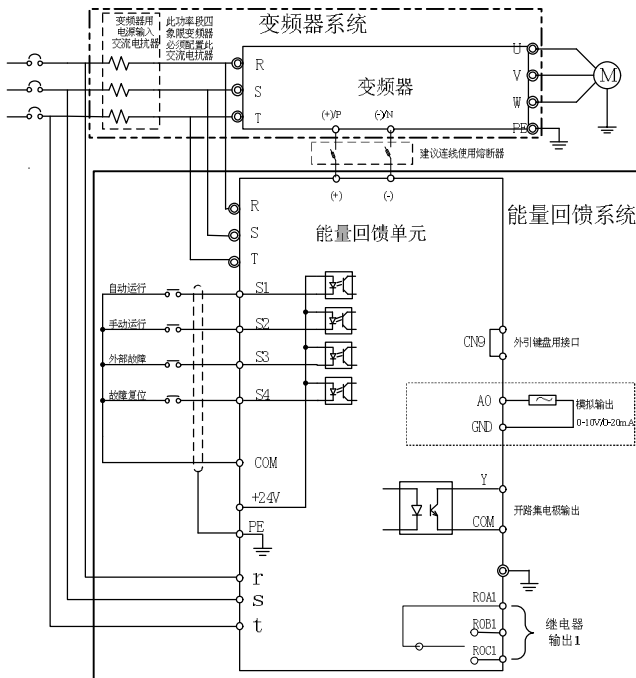 变频器系统
变频器用
电源输入
交流电抗器
此功率段四
象限变频器
必须配置此
交流电抗器
R
S
T
变频器
(+)/P
(-)/N
U
V
W
PE
M
建议连线使用熔断器
(+)
(-)
能量回馈系统
能量回馈单元
R
S
T
自动运行
S1
手动运行
S2
外部故障
S3
故障复位
S4
COM
+24V
PE
r
s
t
CN9
外引键盘用接口
AO
GND
模拟输出
0-10V/0-20mA
Y
COM
开路集电极输出
ROA1
ROB1
ROC1
继电器
输出1